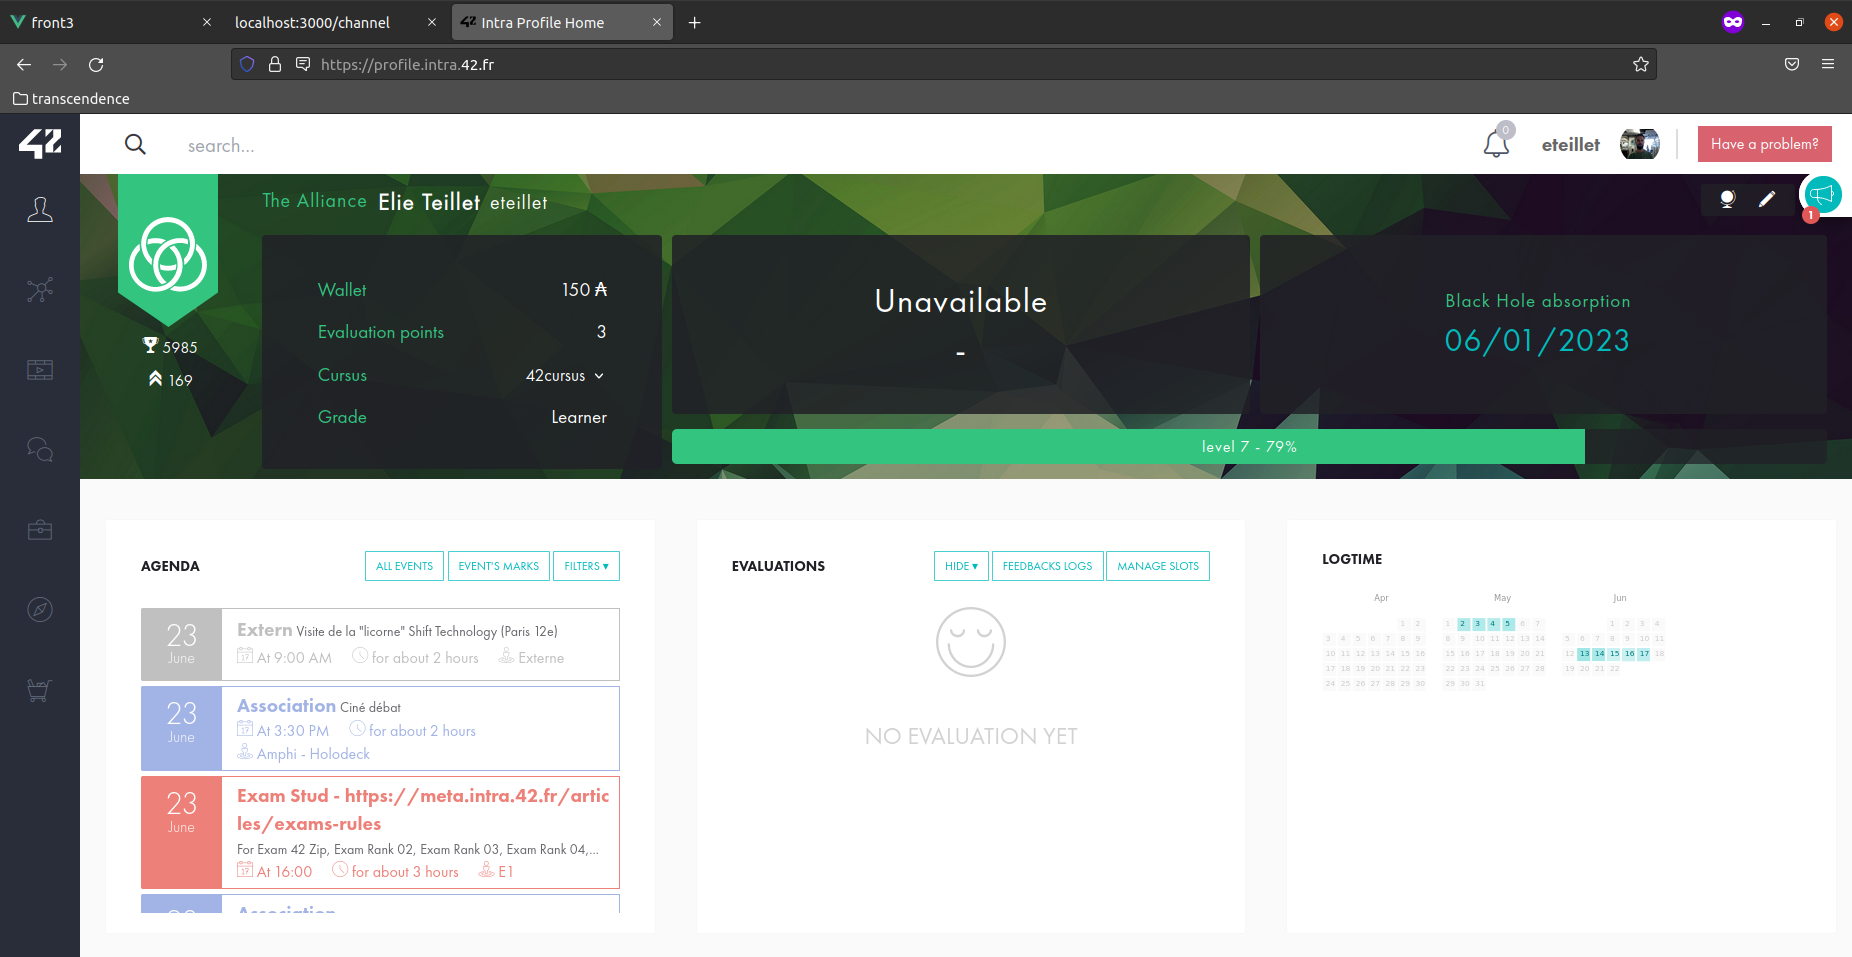 front3
localhost:3000/channel
42 Intra Profile Home
https://profile.intra.42.fr
transcendence
42
search...
0
eteillet
Have a problem?
The Alliance Elie Teillet eteillet
1
5985
169
Wallet 150 ₳
Evaluation points 3
Cursus 42cursus
Grade Learner
Unavailable
-
Black Hole absorption
06/01/2023
level 7 - 79%
AGENDA
ALL EVENTS
EVENT'S MARKS
FILTERS ▾
23
June
Extern Visite de la "licorne" Shift Technology (Paris 12e)
17 At 9:00 AM for about 2 hours Externe
23
June
Association Ciné débat
17 At 3:30 PM for about 2 hours
Amphi - Holodeck
23
June
Exam Stud - https://meta.intra.42.fr/artic
les/exams-rules
For Exam 42 Zip, Exam Rank 02, Exam Rank 03, Exam Rank 04,...
17 At 16:00 for about 3 hours E1
Association
EVALUATIONS
HIDE ▾
FEEDBACKS LOGS
MANAGE SLOTS
NO EVALUATION YET
LOGTIME
Apr
1 2
3 4 5 6 7 8 9
10 11 12 13 14 15 16
17 18 19 20 21 22 23
24 25 26 27 28 29 30
May
1 2 3 4 5 6 7
8 9 10 11 12 13 14
15 16 17 18 19 20 21
22 23 24 25 26 27 28
29 30 31
Jun
1 2 3 4
5 6 7 8 9 10 11
12 13 14 15 16 17 18
19 20 21 22